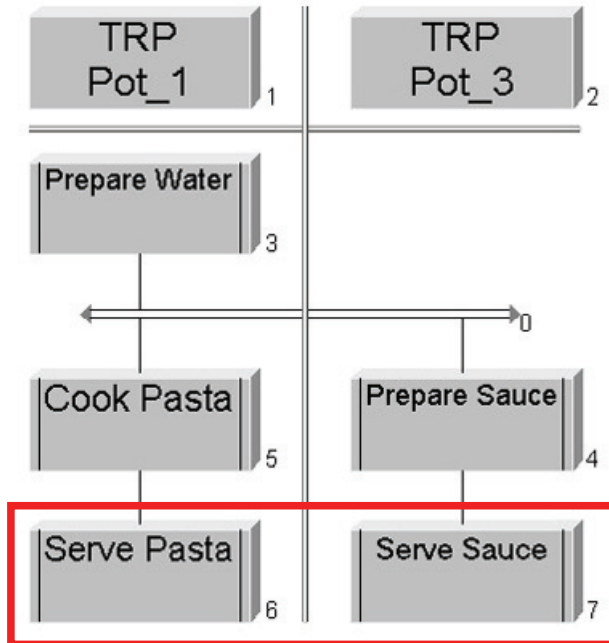 TRP
Pot_1
1
TRP
Pot_3
2
Prepare Water
3
0
Cook Pasta
5
Prepare Sauce
4
Serve Pasta
6
Serve Sauce
7